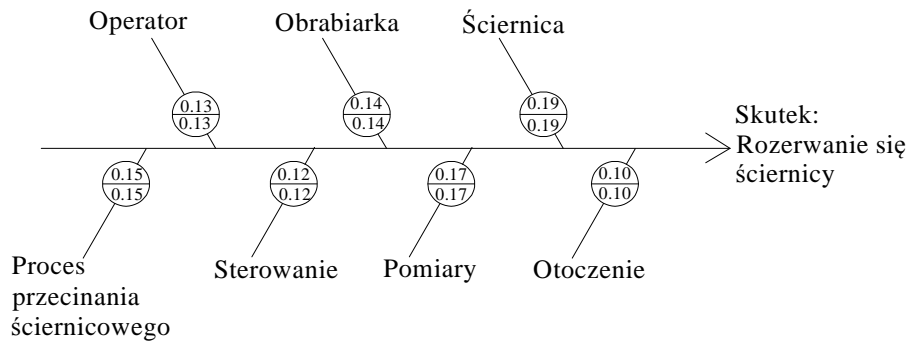 Operator
Obrabiarka
Ściernica
0.13
0.13
0.14
0.14
0.19
0.19
Skutek:
Rozerwanie się
ściernicy
0.15
0.15
0.12
0.12
0.17
0.17
0.10
0.10
Proces
przecinania
ściernicowego
Sterowanie
Pomiary
Otoczenie